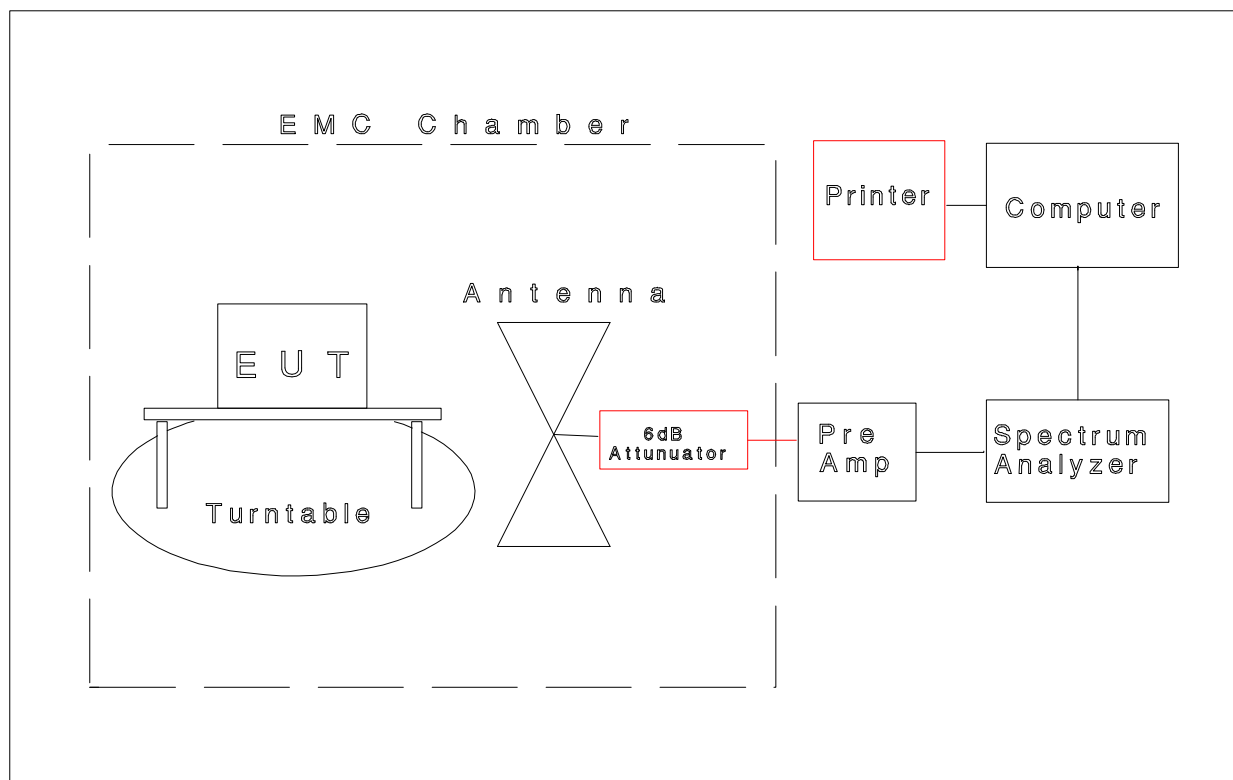 EMC Chamber
Printer
Computer
Antenna
EUT
6dB
Attunuator
Pre
Amp
Spectrum
Analyzer
Turntable